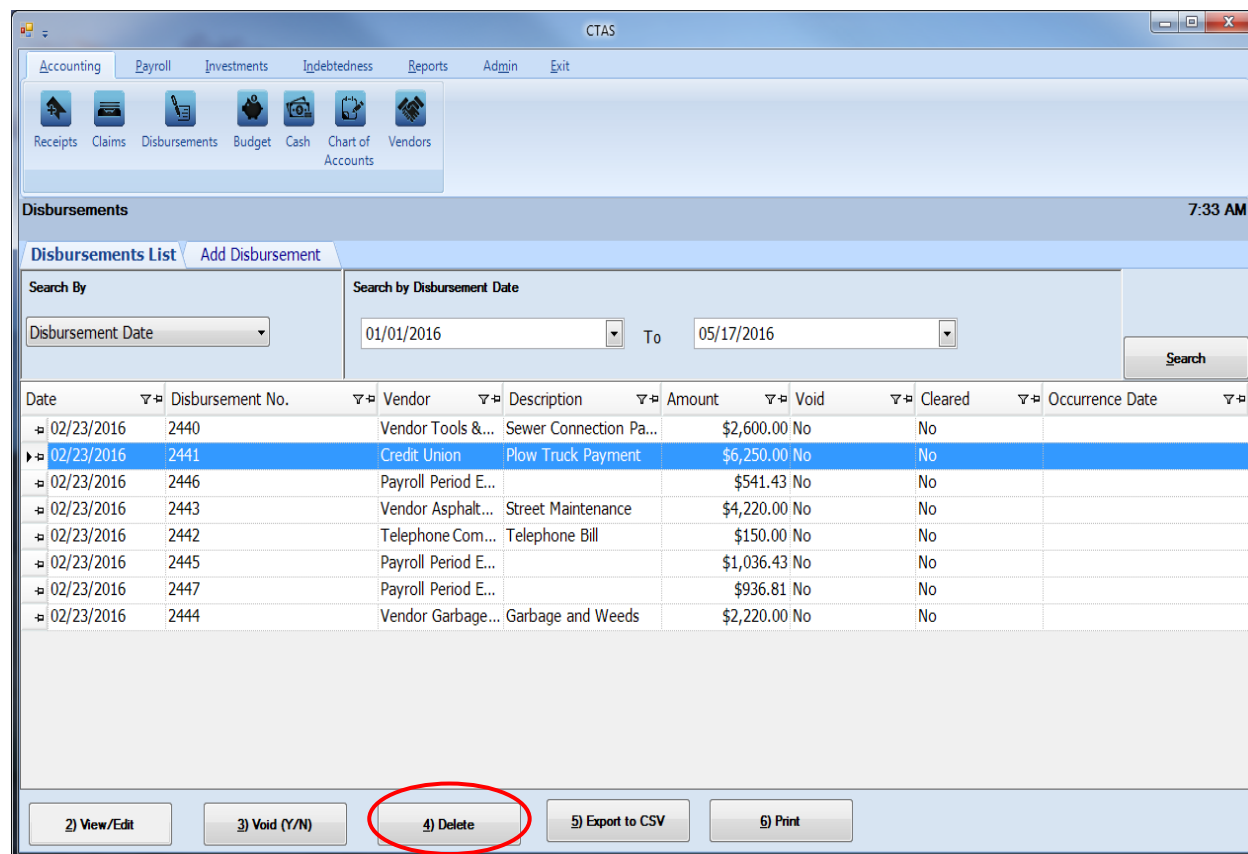 CTAS
Accounting Payroll Investments Indebtedness Reports Admin Exit
Receipts Claims Disbursements Budget Cash Chart of Accounts Vendors
Disbursements 7:33 AM
Disbursements List Add Disbursement
Search By Search by Disbursement Date
Disbursement Date 01/01/2016 To 05/17/2016
Search
Date Disbursement No. Vendor Description Amount Void Cleared Occurrence Date
02/23/2016 2440 Vendor Tools &... Sewer Connection Pa... $2,600.00 No No
02/23/2016 2441 Credit Union Plow Truck Payment $6,250.00 No No
02/23/2016 2446 Payroll Period E... $541.43 No No
02/23/2016 2443 Vendor Asphalt... Street Maintenance $4,220.00 No No
02/23/2016 2442 Telephone Com... Telephone Bill $150.00 No No
02/23/2016 2445 Payroll Period E... $1,036.43 No No
02/23/2016 2447 Payroll Period E... $936.81 No No
02/23/2016 2444 Vendor Garbage... Garbage and Weeds $2,220.00 No No
2) View/Edit 3) Void (Y/N) 4) Delete 5) Export to CSV 6) Print